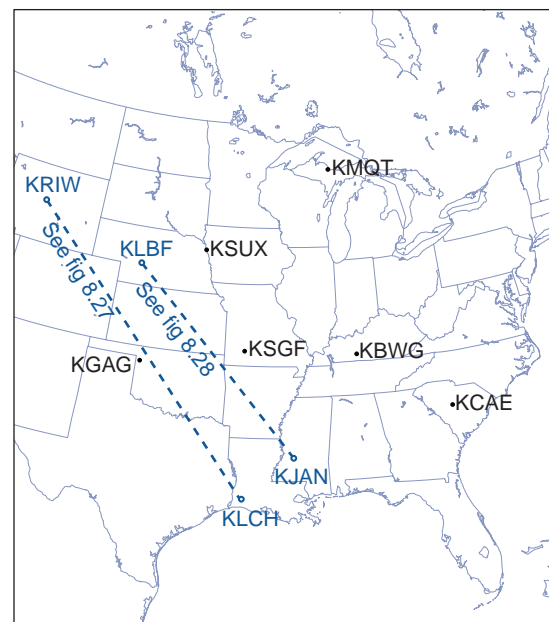 KMQT
KRIW
KLBF
KSUX
See fig 8.27
See fig 8.28
KSGF
KBWG
KGAG
KCAE
KJAN
KLCH